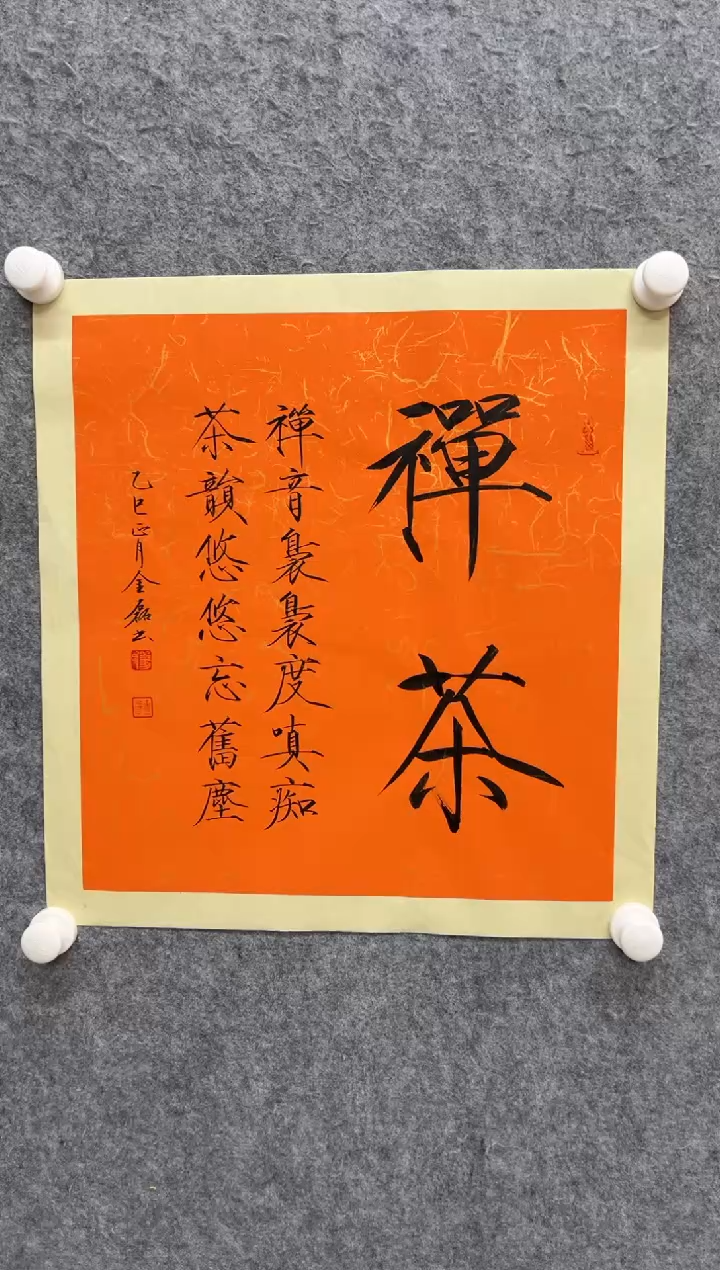 禪茶
禪音裊裊度嗔痴
茶韻悠悠忘舊塵
乙巳正月金磊书